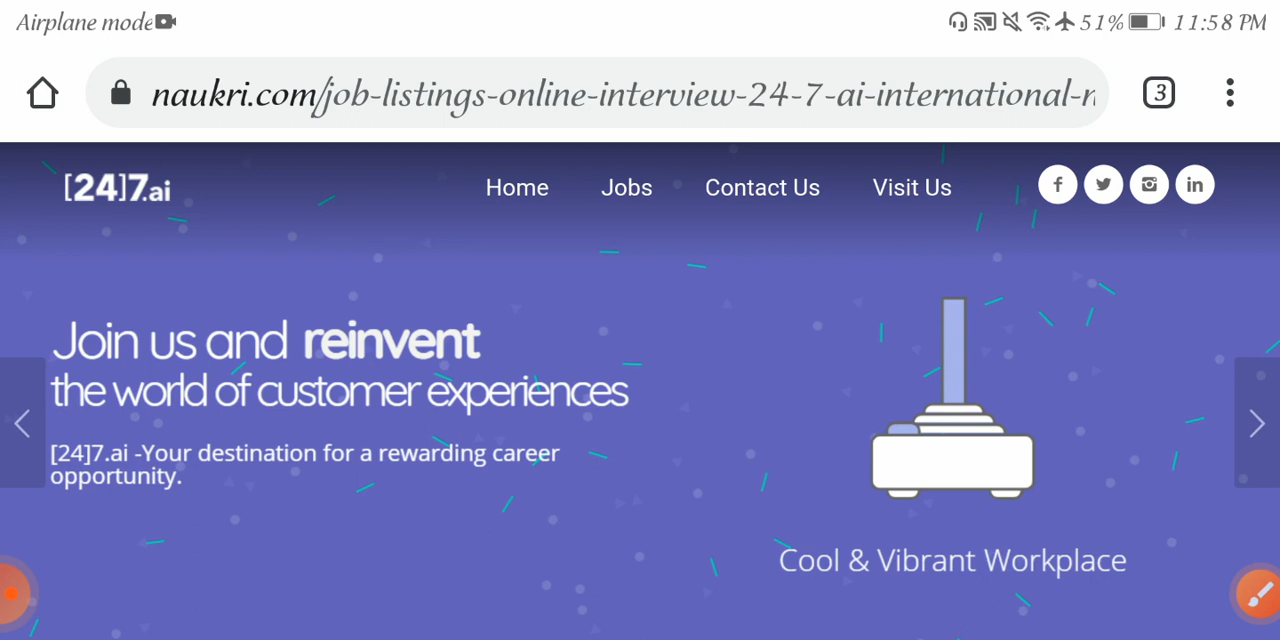 Airplane mode 51% 11:58 PM
naukri.com/job-listings-online-interview-24-7-ai-international-n 3
[24]7.ai Home Jobs Contact Us Visit Us f in
Join us and reinvent
the world of customer experiences
[24]7.ai -Your destination for a rewarding career
opportunity.
Cool & Vibrant Workplace